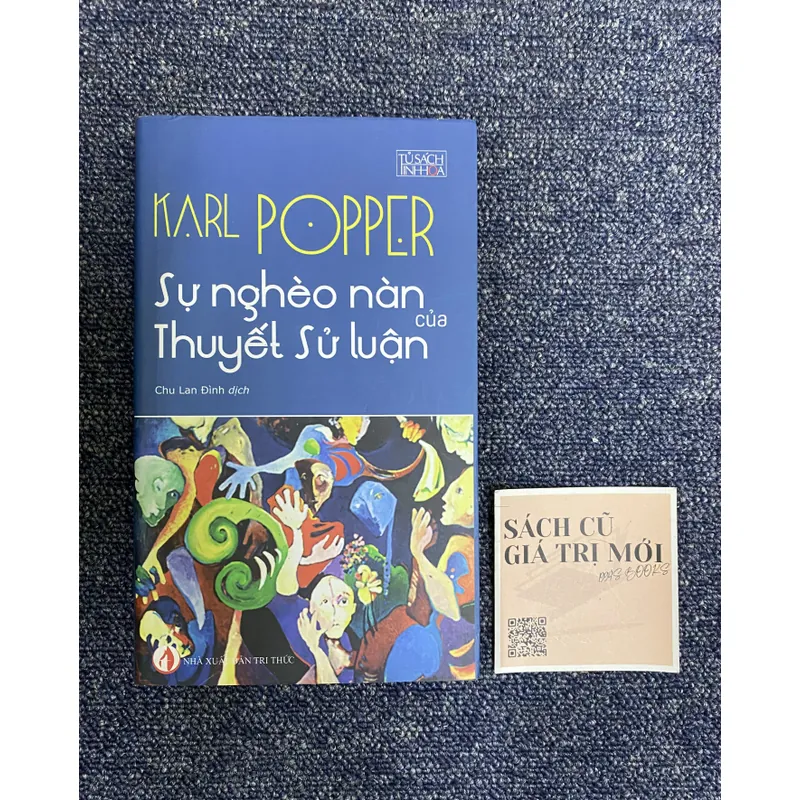 TỦ SÁCH
TINH HOA
KARL POPPER
Sự nghèo nàn
của
Thuyết Sử luận
Chu Lan Đình dịch
NHÀ XUẤT BẢN TRI THỨC
SÁCH CŨ
GIÁ TRỊ MỚI
BOOKS